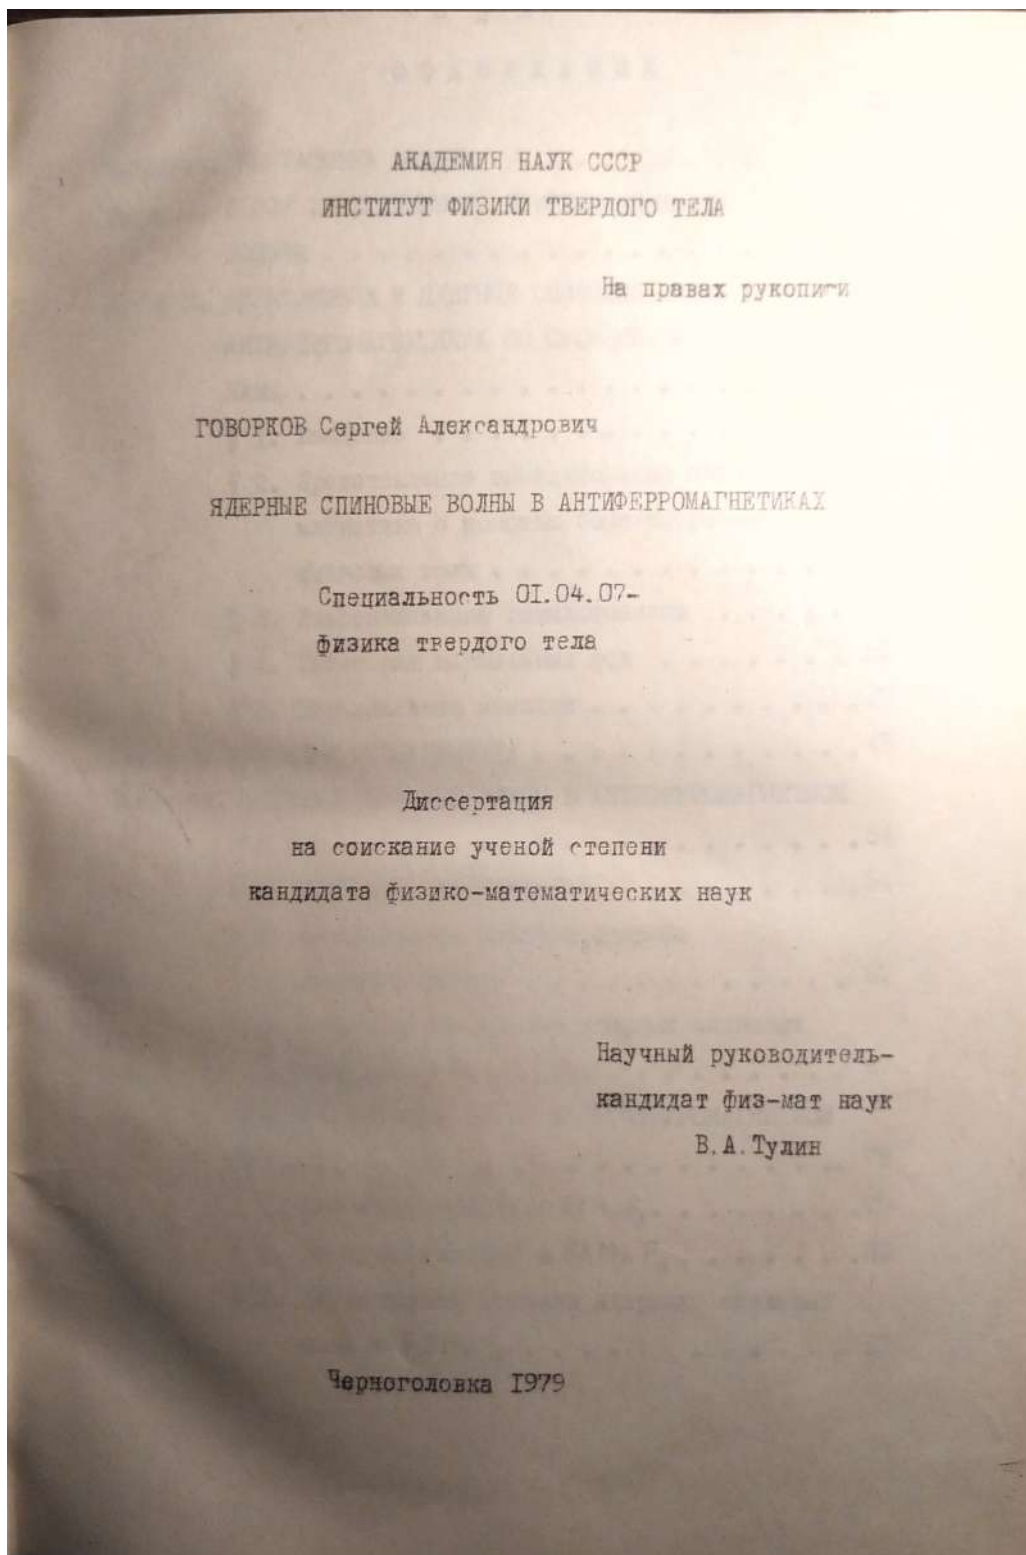 АКАДЕМИЯ НАУК СССР
ИНСТИТУТ ФИЗИКИ ТВЕРДОГО ТЕЛА
На правах рукописи
ГОВОРКОВ Сергей Александрович
ЯДЕРНЫЕ СПИНОВЫЕ ВОЛНЫ В АНТИФЕРРОМАГНЕТИКАХ
Специальность 01.04.07-
физика твердого тела
Диссертация
на соискание ученой степени
кандидата физико-математических наук
Научный руководитель-
кандидат физ-мат наук
В.А.Тулин
Черноголовка 1979